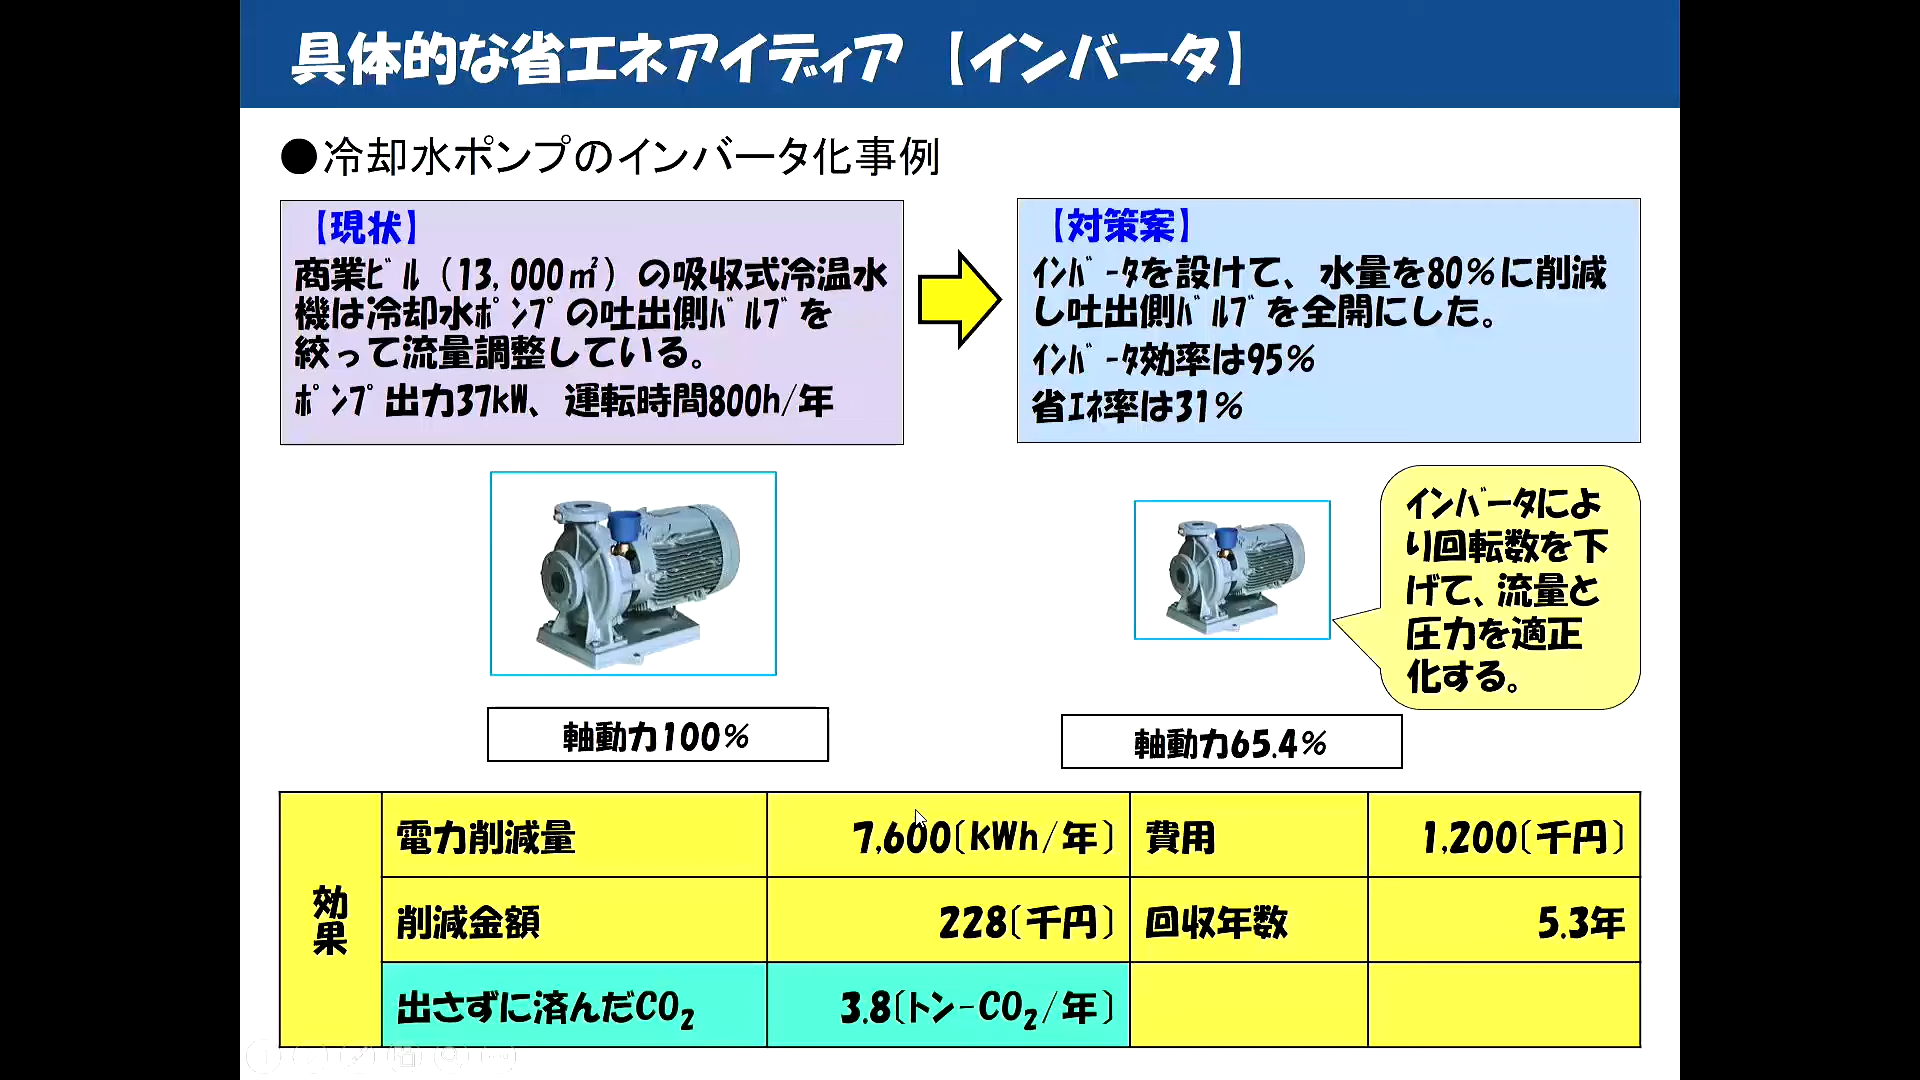 具体的な省エネアイディア【インバータ】
●冷却水ポンプのインバータ化事例
【現状】
商業ﾋﾞﾙ（13,000㎡）の吸収式冷温水
機は冷却水ﾎﾟﾝﾌﾟの吐出側ﾊﾞﾙﾌﾞを
絞って流量調整している。
ﾎﾟﾝﾌﾟ出力37kW、運転時間800h/年
【対策案】
ｲﾝﾊﾞｰﾀを設けて、水量を80％に削減
し吐出側ﾊﾞﾙﾌﾞを全開にした。
ｲﾝﾊﾞｰﾀ効率は95％
省ｴﾈ率は31％
インバータによ
り回転数を下
げて、流量と
圧力を適正
化する。
軸動力100％
軸動力65.4％
効果
電力削減量 7,600〔kWh/年〕 費用 1,200〔千円〕
削減金額 228〔千円〕 回収年数 5.3年
出さずに済んだCO₂ 3.8〔トン-CO₂/年〕